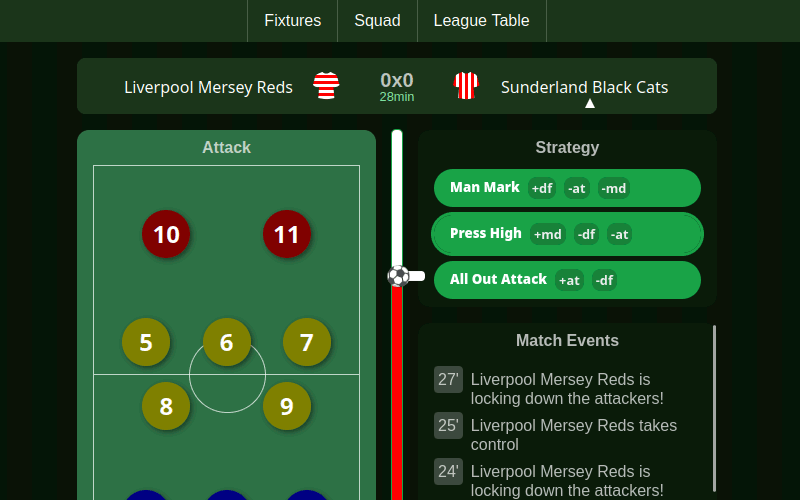 Fixtures Squad League Table
Liverpool Mersey Reds 0x0 Sunderland Black Cats
28min
Attack
10 11
5 6 7
8 9
Strategy
Man Mark +df -at -md
Press High +md -df -at
All Out Attack +at -df
Match Events
27' Liverpool Mersey Reds is
locking down the attackers!
25' Liverpool Mersey Reds takes
control
24' Liverpool Mersey Reds is
locking down the attackers!